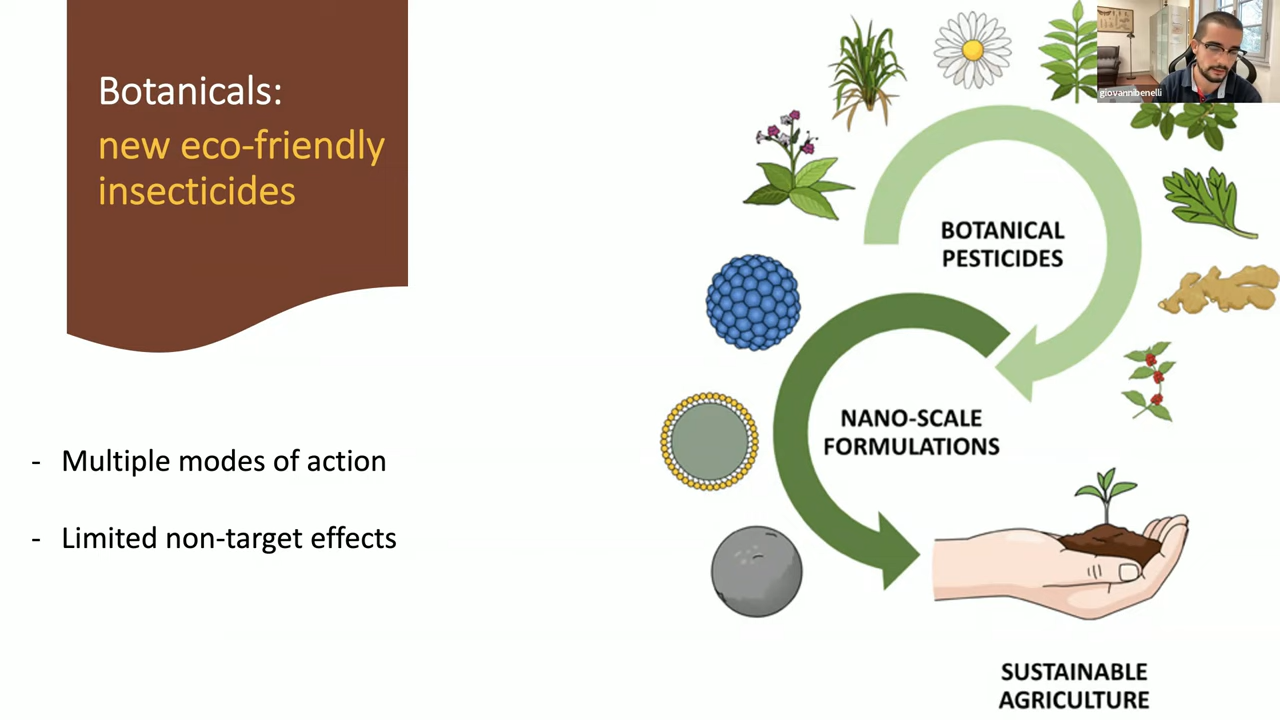 Botanicals:
new eco-friendly
insecticides
- Multiple modes of action
- Limited non-target effects
BOTANICAL
PESTICIDES
NANO-SCALE
FORMULATIONS
SUSTAINABLE
AGRICULTURE
giovannibenelli